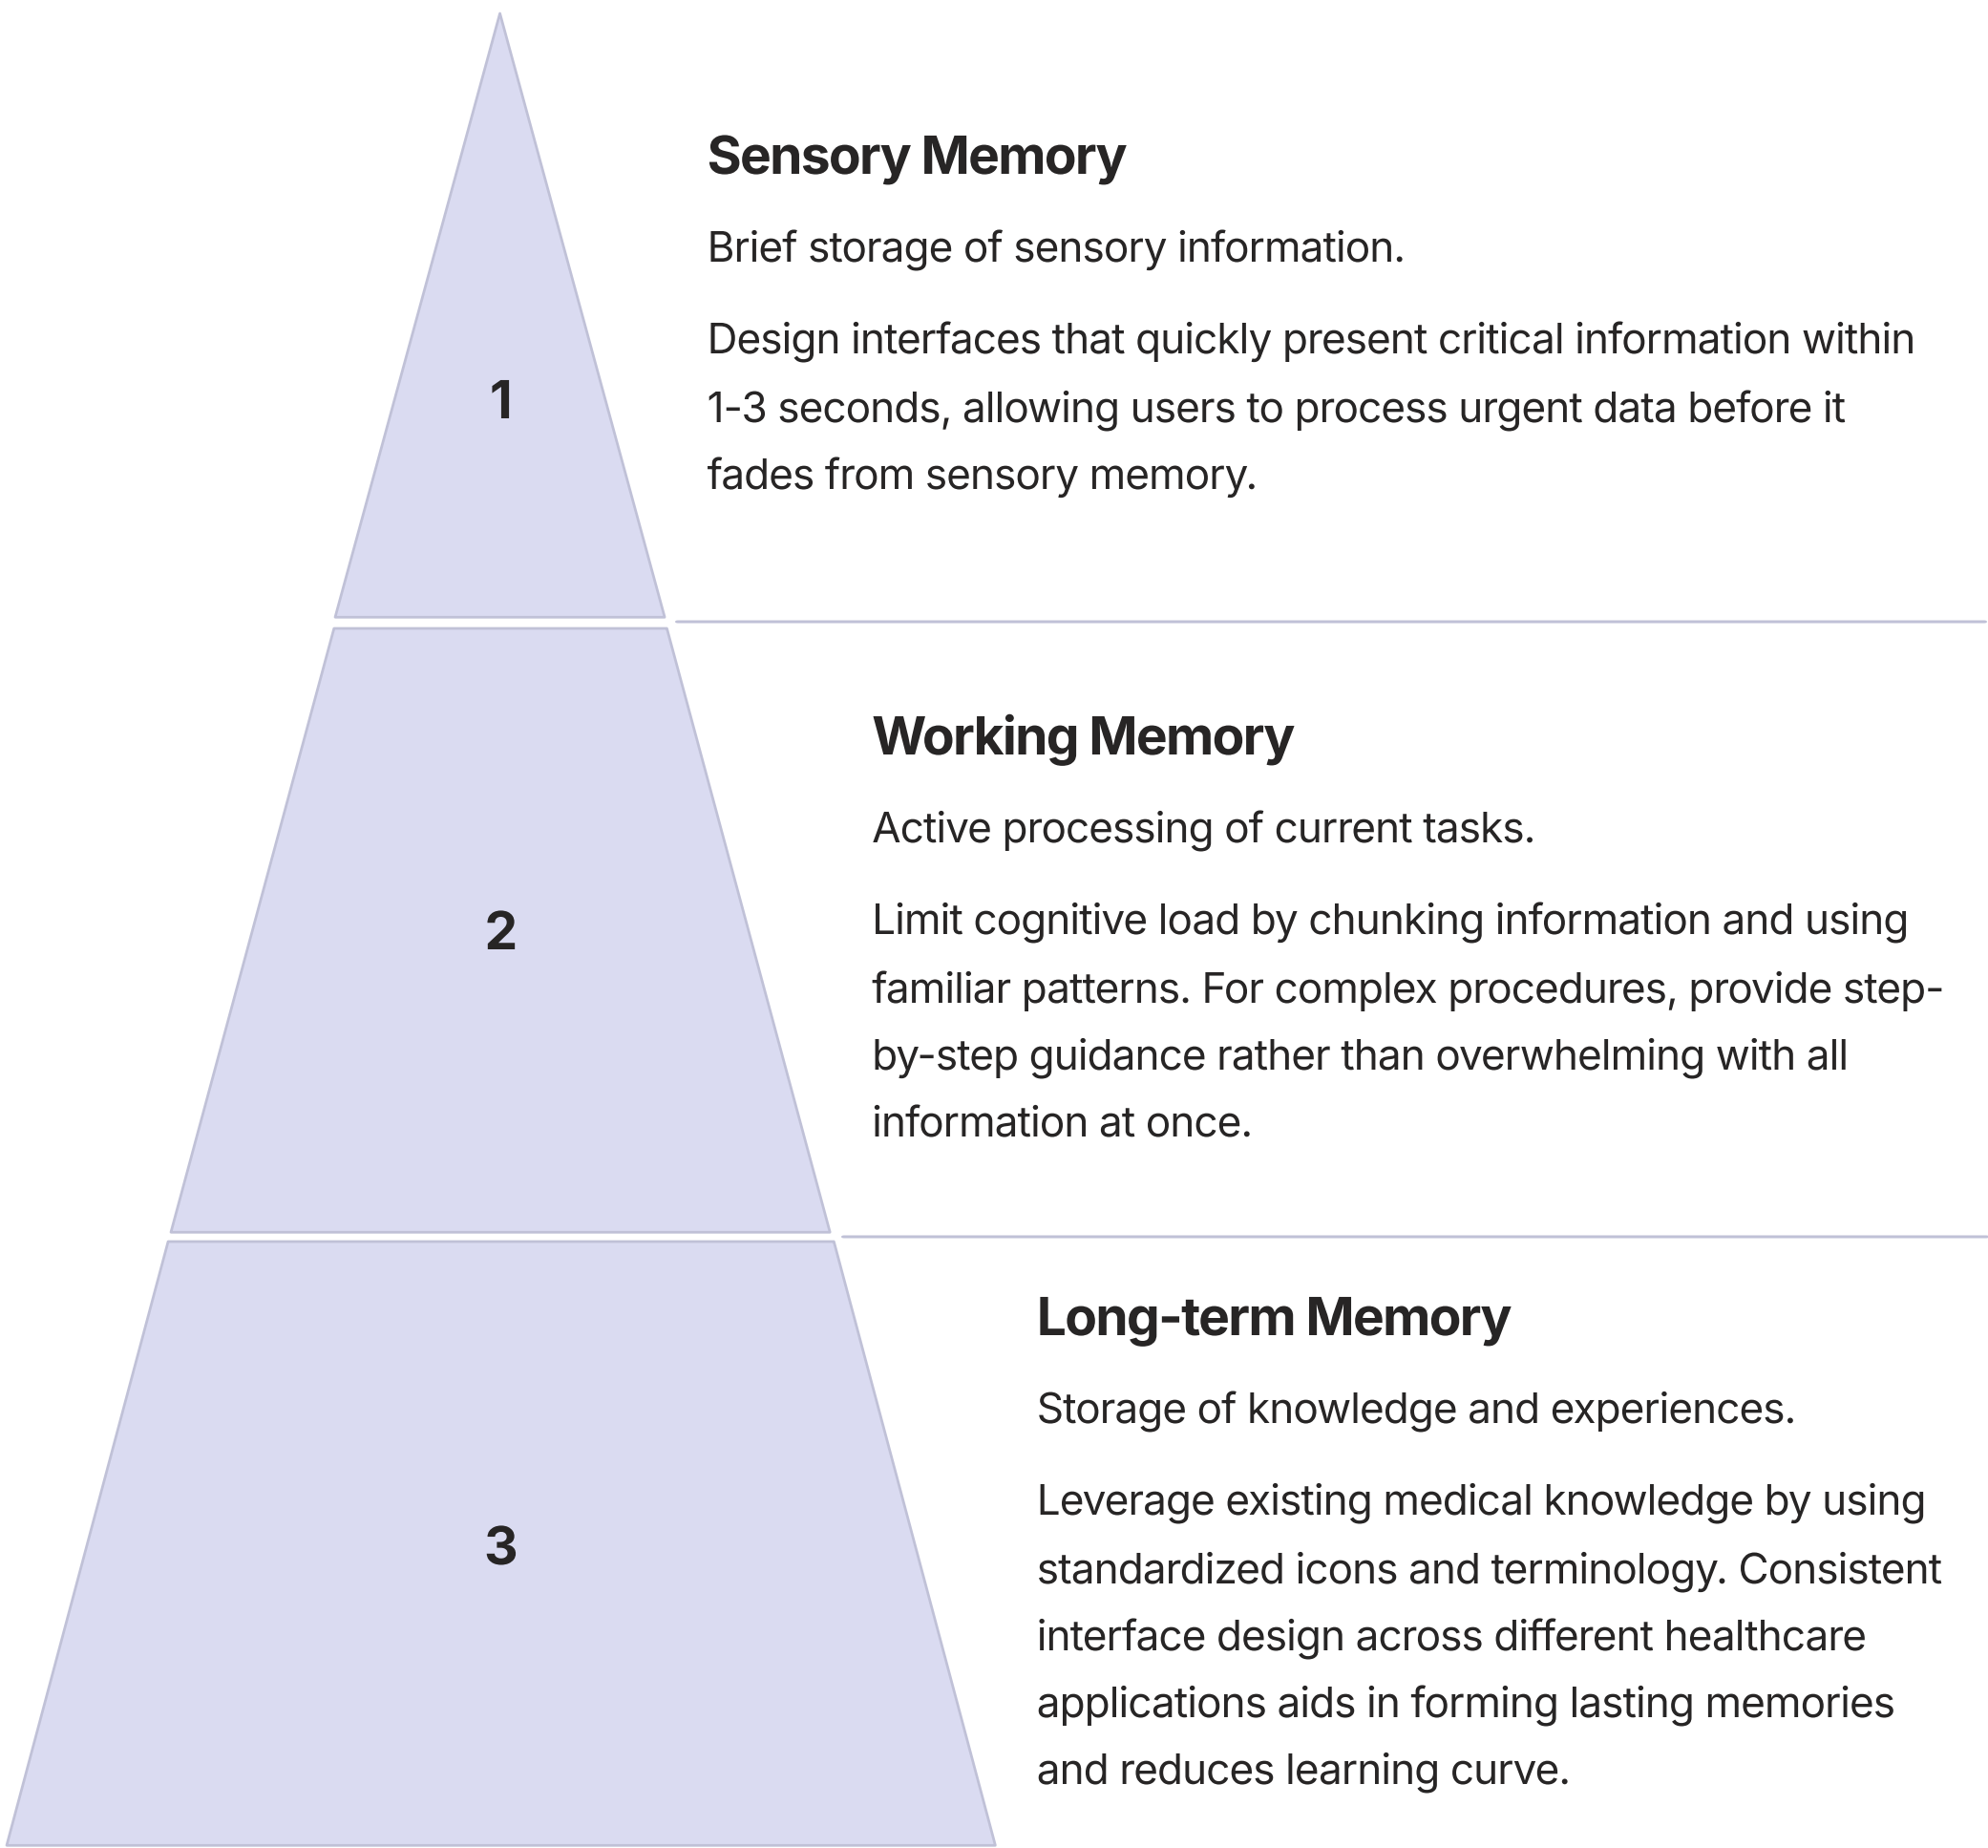 Sensory Memory
Brief storage of sensory information.
Design interfaces that quickly present critical information within
1-3 seconds, allowing users to process urgent data before it
fades from sensory memory.
1
Working Memory
Active processing of current tasks.
Limit cognitive load by chunking information and using
familiar patterns. For complex procedures, provide step-
by-step guidance rather than overwhelming with all
information at once.
2
Long-term Memory
Storage of knowledge and experiences.
Leverage existing medical knowledge by using
standardized icons and terminology. Consistent
interface design across different healthcare
applications aids in forming lasting memories
and reduces learning curve.
3